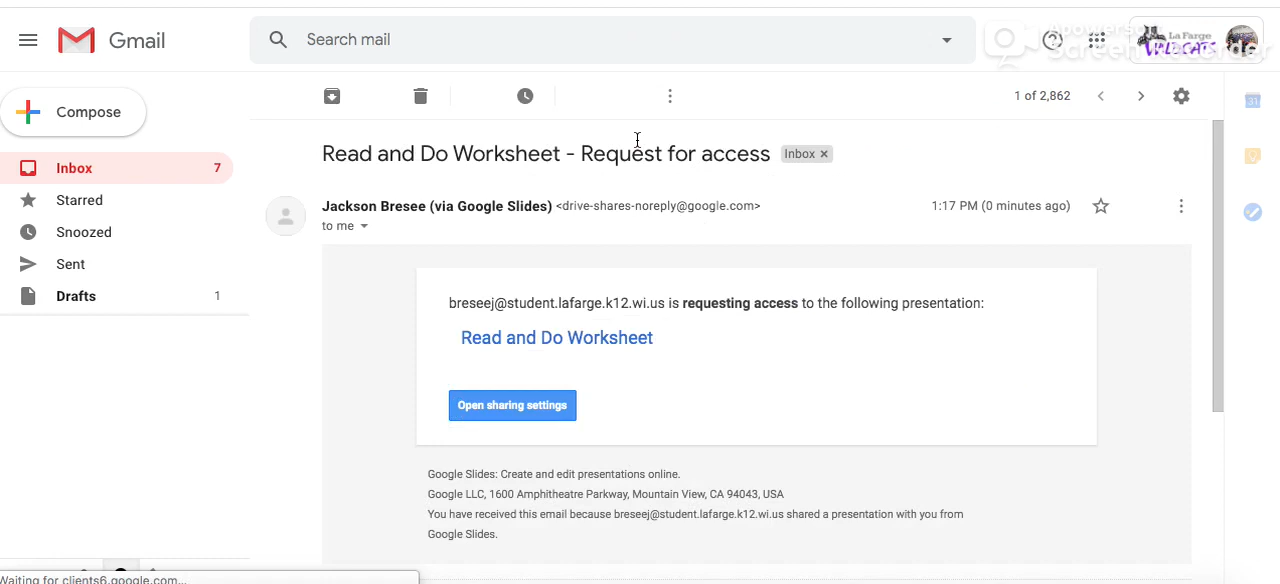 Gmail
Search mail
Apowersoft
Screen Recorder
La Farge
WILDCATS
Compose
1 of 2,862
31
Inbox 7
Starred
Snoozed
Sent
Drafts 1
Read and Do Worksheet - Request for access Inbox ×
Jackson Bresee (via Google Slides) <drive-shares-noreply@google.com> 1:17 PM (0 minutes ago)
to me
breseej@student.lafarge.k12.wi.us is requesting access to the following presentation:
Read and Do Worksheet
Open sharing settings
Google Slides: Create and edit presentations online.
Google LLC, 1600 Amphitheatre Parkway, Mountain View, CA 94043, USA
You have received this email because breseej@student.lafarge.k12.wi.us shared a presentation with you from
Google Slides.
Waiting for clients6.google.com...